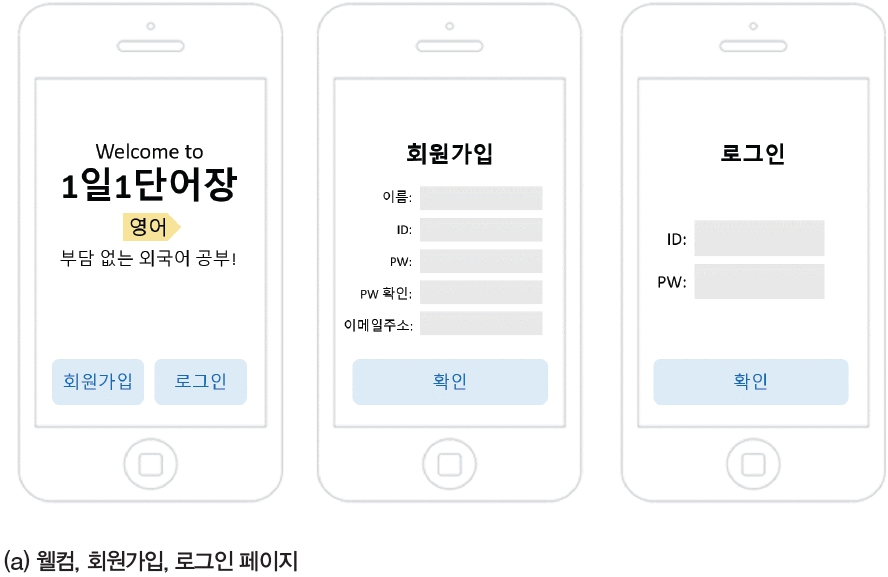 Welcome to
1일1단어장
영어
부담 없는 외국어 공부!
회원가입 로그인
회원가입
이름:
ID:
PW:
PW 확인:
이메일주소:
확인
로그인
ID:
PW:
확인
(a) 웰컴, 회원가입, 로그인 페이지